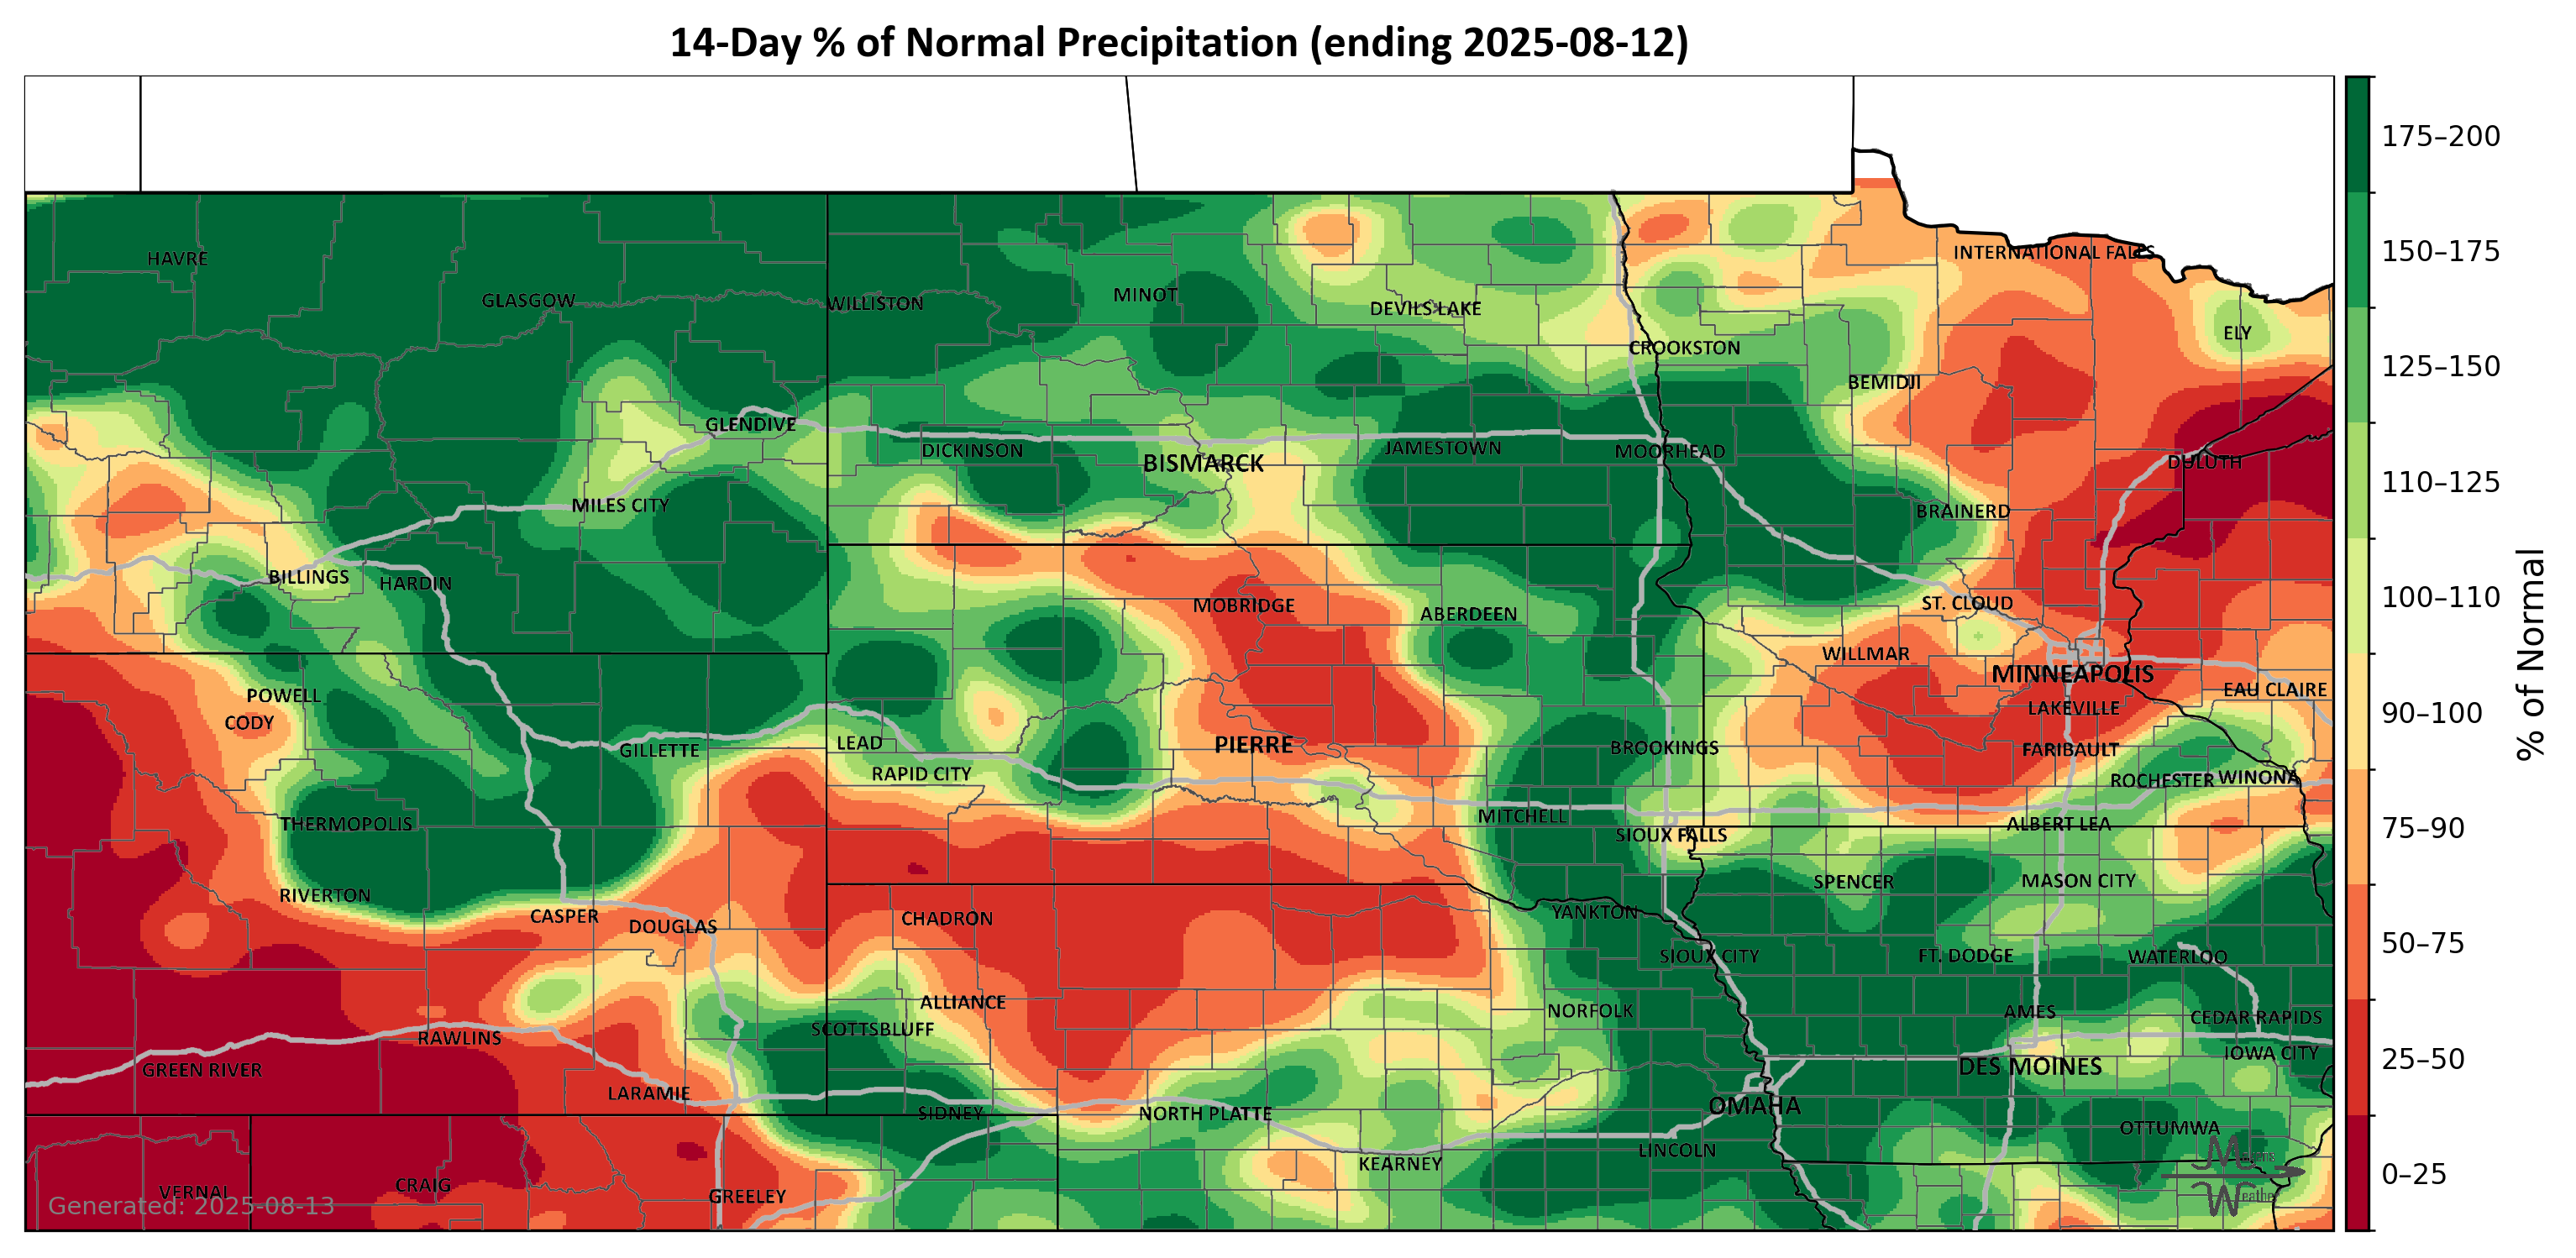 14-Day % of Normal Precipitation (ending 2025-08-12)
175–200
HAVRE
INTERNATIONAL FALLS
150–175
GLASGOW
WILLISTON
MINOT
DEVILS LAKE
ELY
CROOKSTON
125–150
BEMIDJI
GLENDIVE
DICKINSON
BISMARCK
JAMESTOWN
MOORHEAD
DULUTH
110–125
MILES CITY
BRAINERD
BILLINGS
HARDIN
MOBRIDGE
ABERDEEN
ST. CLOUD
100–110
WILLMAR
MINNEAPOLIS
POWELL
EAU CLAIRE
CODY
LAKEVILLE
90–100
% of Normal
GILLETTE
LEAD
PIERRE
BROOKINGS
FARIBAULT
RAPID CITY
ROCHESTER
WINONA
THERMOPOLIS
MITCHELL
SIOUX FALLS
ALBERT LEA
75–90
RIVERTON
SPENCER
MASON CITY
CASPER
DOUGLAS
CHADRON
YANKTON
50–75
SIOUX CITY
FT. DODGE
WATERLOO
ALLIANCE
NORFOLK
AMES
CEDAR RAPIDS
SCOTTSBLUFF
RAWLINS
GREEN RIVER
DES MOINES
IOWA CITY
25–50
LARAMIE
SIDNEY
NORTH PLATTE
OMAHA
OTTUMWA
LINCOLN
KEARNEY
0–25
VERNAL
CRAIG
GREELEY
Generated: 2025-08-13